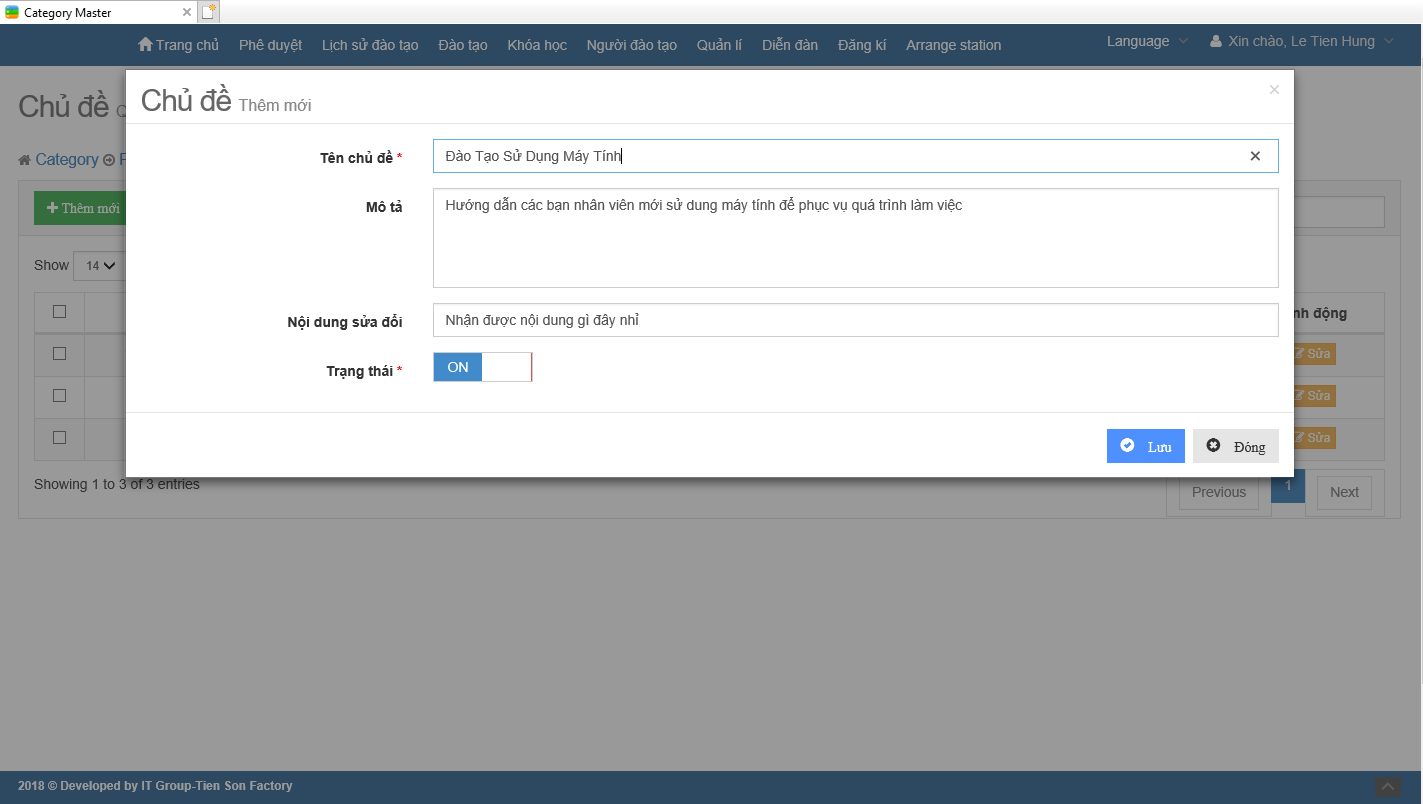 Category Master
Trang chủ Phê duyệt Lịch sử đào tạo Đào tạo Khóa học Người đào tạo Quản lí Diễn đàn Đăng kí Arrange station Language Xin chào, Le Tien Hung
Chủ đề
Chủ đề Thêm mới ×
Category
Tên chủ đề * Đào Tạo Sử Dụng Máy Tính
Thêm mới
Mô tả Hướng dẫn các bạn nhân viên mới sử dung máy tính để phục vụ quá trình làm việc
Show 14
Nội dung sửa đổi Nhận được nội dung gì đây nhỉ
động
Sửa
Trạng thái * ON
Sửa
Sửa
Lưu Đóng
Showing 1 to 3 of 3 entries
Previous 1 Next
2018 © Developed by IT Group-Tien Son Factory